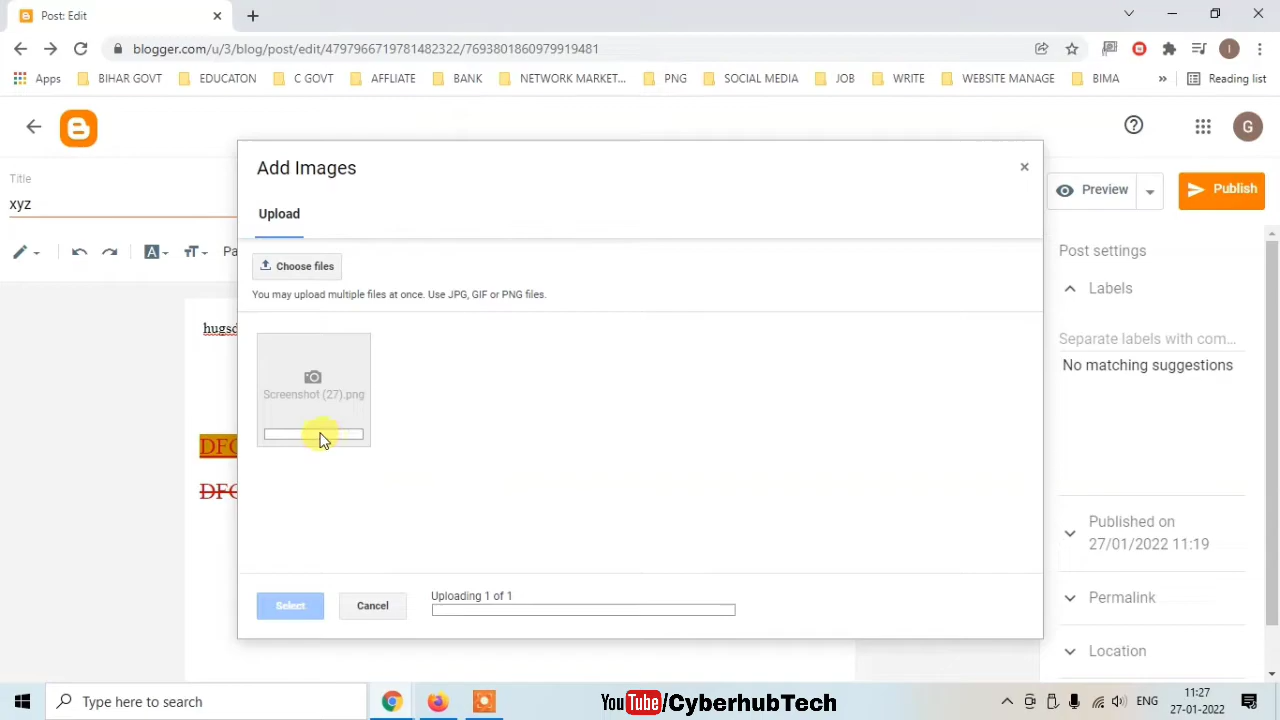 Post: Edit
blogger.com/u/3/blog/post/edit/4797966719781482322/7693801860979919481
Apps BIHAR GOVT EDUCATON C GOVT AFFLIATE BANK NETWORK MARKET... PNG SOCIAL MEDIA JOB WRITE WEBSITE MANAGE BIMA » Reading list
G
Add Images
Title
xyz
Preview
Publish
Upload
Choose files
You may upload multiple files at once. Use JPG, GIF or PNG files.
Post settings
Labels
Separate labels with com...
No matching suggestions
Screenshot (27).png
Published on
27/01/2022 11:19
Permalink
Location
Uploading 1 of 1
Select
Cancel
Type here to search
YouTube/CyberhubTech
ENG
11:27
27-01-2022